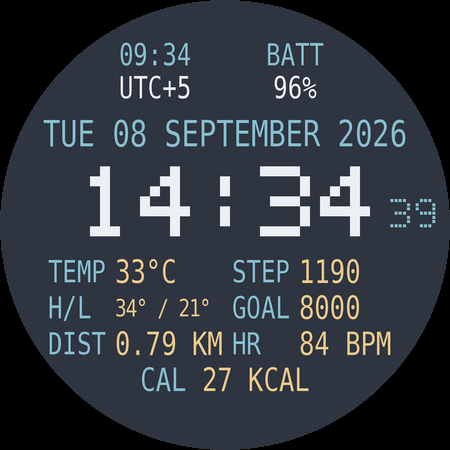 09:34 BATT
UTC+5 96%
TUE 08 SEPTEMBER 2026
14:34 39
TEMP 33°C STEP 1190
H/L 34° / 21° GOAL 8000
DIST 0.79 KM HR 84 BPM
CAL 27 KCAL